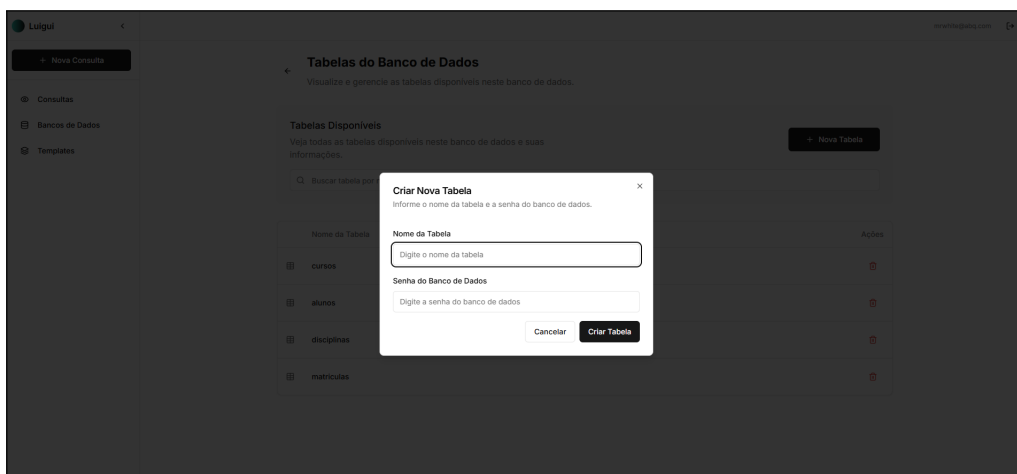 Luigui
+ Nova Consulta
Consultas
Bancos de Dados
Templates
Tabelas do Banco de Dados
Visualize e gerencie as tabelas disponíveis neste banco de dados.
Tabelas Disponíveis
Veja todas as tabelas disponíveis neste banco de dados e suas
informações.
+ Nova Tabela
Buscar tabela por
Criar Nova Tabela
Informe o nome da tabela e a senha do banco de dados.
Nome da Tabela
Digite o nome da tabela
Senha do Banco de Dados
Digite a senha do banco de dados
Cancelar
Criar Tabela
Nome da Tabela
Ações
cursos
alunos
disciplinas
matriculas